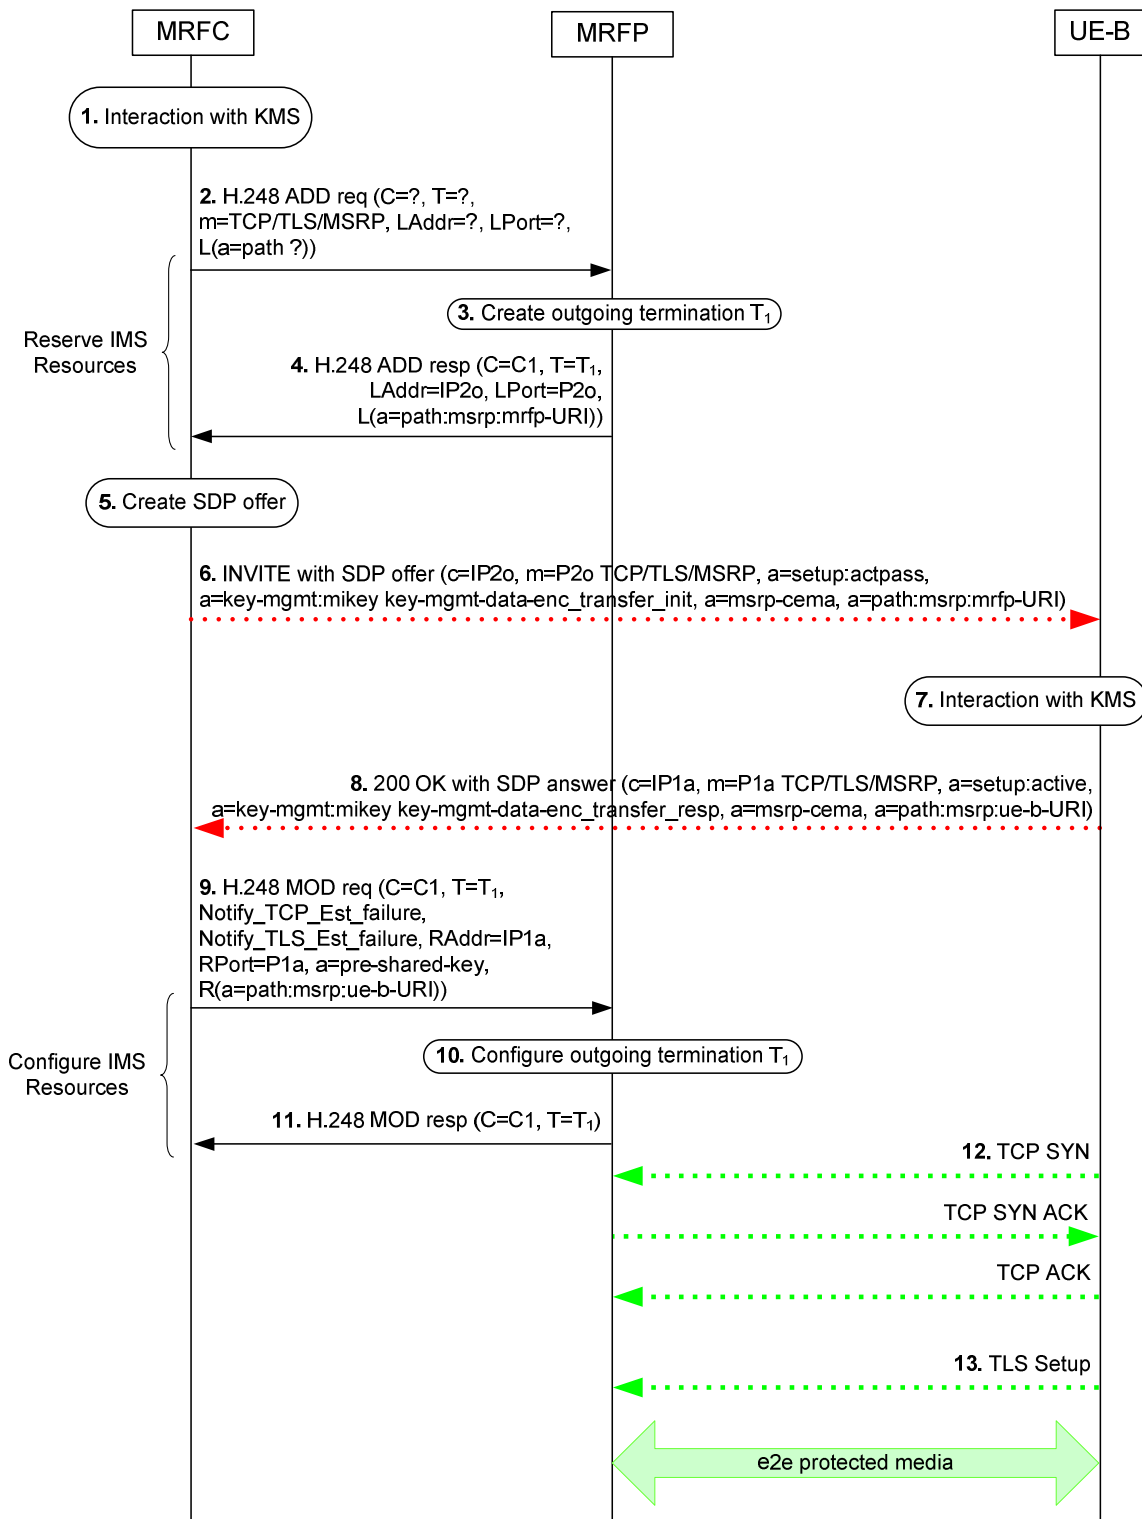 MRFC
MRFP
UE-B
1. Interaction with KMS
2. H.248 ADD req (C=?, T=?,
m=TCP/TLS/MSRP, LAddr=?, LPort=?,
L(a=path ?))
3. Create outgoing termination T1
Reserve IMS
Resources
4. H.248 ADD resp (C=C1, T=T1,
LAddr=IP2o, LPort=P2o,
L(a=path:msrp:mrfp-URI))
5. Create SDP offer
6. INVITE with SDP offer (c=IP2o, m=P2o TCP/TLS/MSRP, a=setup:actpass,
a=key-mgmt:mikey key-mgmt-data-enc_transfer_init, a=msrp-cema, a=path:msrp:mrfp-URI)
7. Interaction with KMS
8. 200 OK with SDP answer (c=IP1a, m=P1a TCP/TLS/MSRP, a=setup:active,
a=key-mgmt:mikey key-mgmt-data-enc_transfer_resp, a=msrp-cema, a=path:msrp:ue-b-URI)
9. H.248 MOD req (C=C1, T=T1,
Notify_TCP_Est_failure,
Notify_TLS_Est_failure, RAddr=IP1a,
RPort=P1a, a=pre-shared-key,
R(a=path:msrp:ue-b-URI))
10. Configure outgoing termination T1
Configure IMS
Resources
11. H.248 MOD resp (C=C1, T=T1)
12. TCP SYN
TCP SYN ACK
TCP ACK
13. TLS Setup
e2e protected media